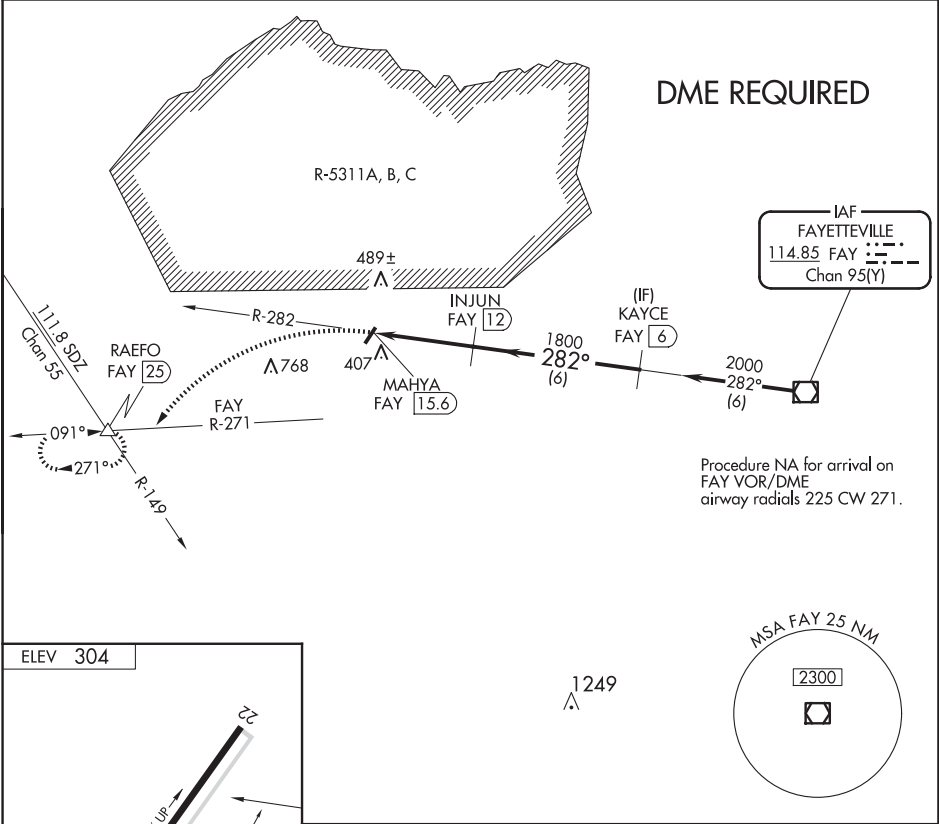 DME REQUIRED
R-5311A, B, C
IAF
FAYETTEVILLE
114.85 FAY
Chan 95(Y)
489±
INJUN
FAY 12
(IF)
KAYCE
FAY 6
R-282
111.8 SDZ
Chan 55
RAEFO
FAY 25
768
407
MAHYA
FAY 15.6
1800
282°
(6)
2000
282°
(6)
FAY
R-271
091°
271°
R-149
Procedure NA for arrival on
FAY VOR/DME
airway radials 225 CW 271.
MSA FAY 25 NM
2300
ELEV 304
1249
22
UP